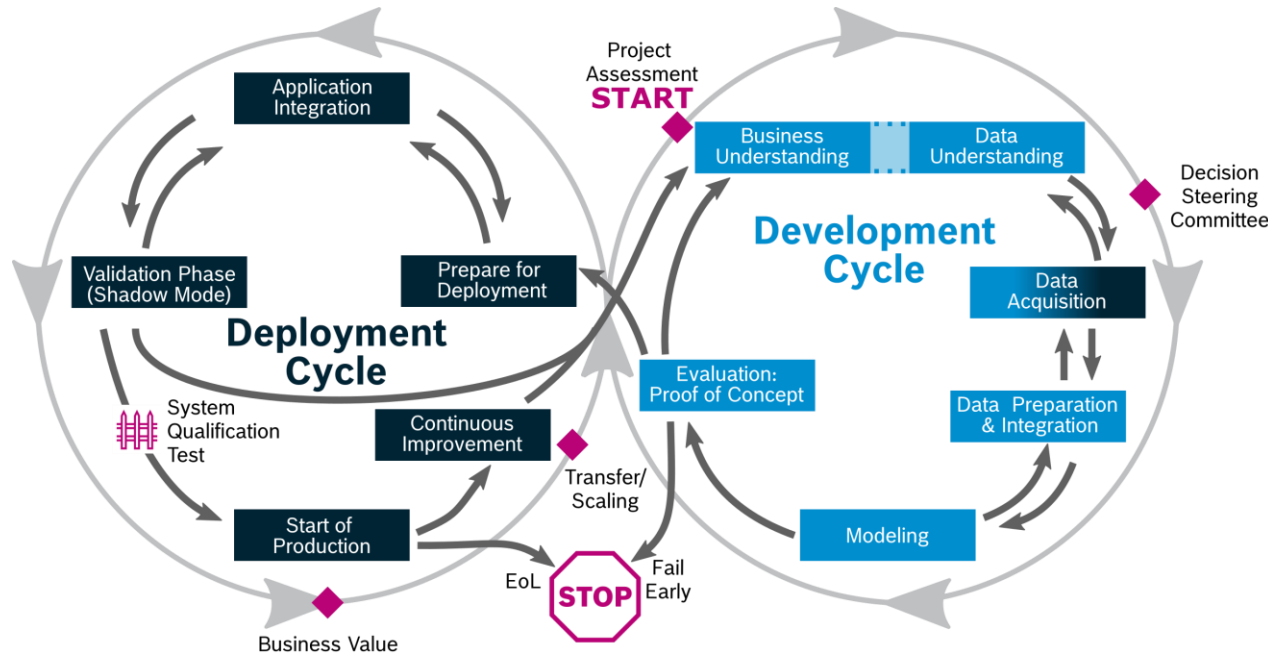 Project
Assessment
START
Application
Integration
Business
Understanding
Data
Understanding
Decision
Steering
Committee
Development
Cycle
Validation Phase
(Shadow Mode)
Prepare for
Deployment
Data
Acquisition
Deployment
Cycle
Evaluation:
Proof of Concept
Data Preparation
& Integration
System
Qualification
Test
Continuous
Improvement
Transfer/
Scaling
Start of
Production
Modeling
EoL
STOP
Fail
Early
Business Value